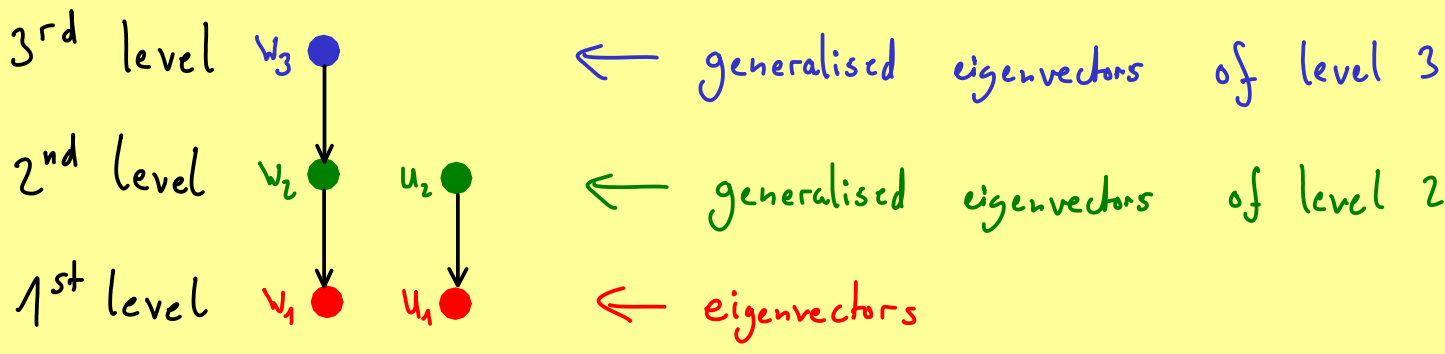 3rd level w3 ← generalised eigenvectors of level 3
2nd level w2 u2 ← generalised eigenvectors of level 2
1st level w1 u1 ← eigenvectors